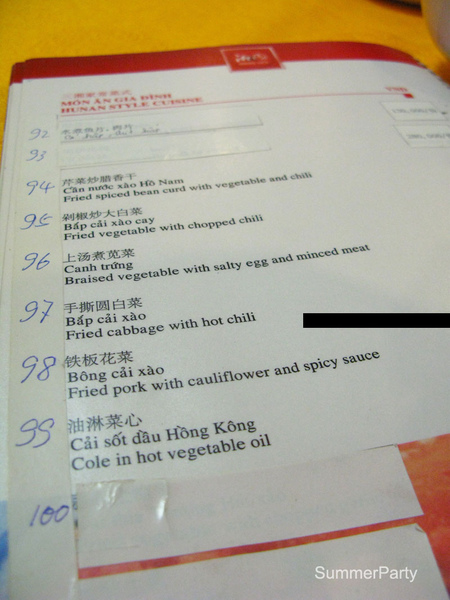 MÓN ĂN GIA ĐÌNH
HUNAN STYLE CUISINE
VNĐ
92
93
94 芹菜炒腊香干
Cần nước xào Hồ Nam
Fried spiced bean curd with vegetable and chili
95 剁椒炒大白菜
Bắp cải xào cay
Fried vegetable with chopped chili
96 上汤煮苋菜
Canh trứng
Braised vegetable with salty egg and minced meat
97 手撕圆白菜
Bắp cải xào
Fried cabbage with hot chili
98 铁板花菜
Bông cải xào
Fried pork with cauliflower and spicy sauce
99 油淋菜心
Cải sốt dầu Hồng Kông
Cole in hot vegetable oil
100
SummerParty